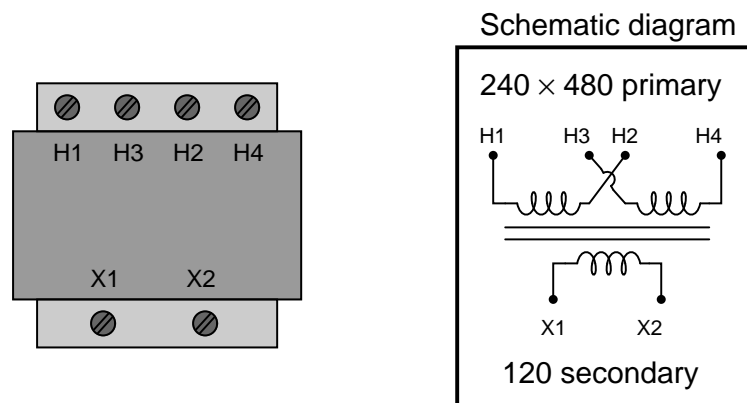 Schematic diagram
240 × 480 primary
H1 H3 H2 H4
H1 H3 H2 H4
X1 X2
X1 X2
120 secondary